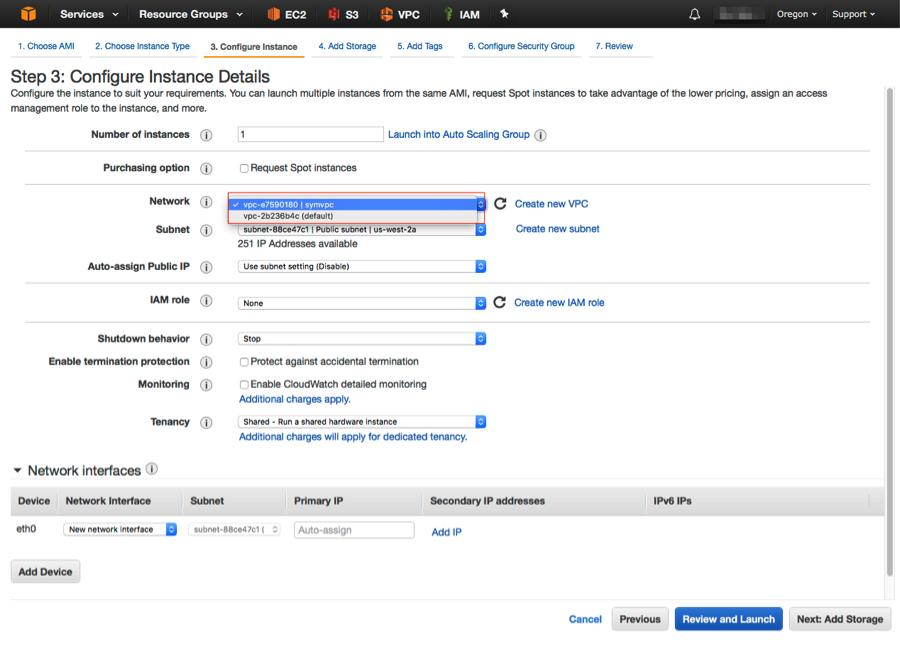 Services Resource Groups EC2 S3 VPC IAM Oregon Support
1. Choose AMI 2. Choose Instance Type 3. Configure Instance 4. Add Storage 5. Add Tags 6. Configure Security Group 7. Review
Step 3: Configure Instance Details
Configure the instance to suit your requirements. You can launch multiple instances from the same AMI, request Spot instances to take advantage of the lower pricing, assign an access
management role to the instance, and more.
Number of instances 1 Launch into Auto Scaling Group
Purchasing option Request Spot instances
Network vpc-e7590180 | symvpc Create new VPC
vpc-2b236b4c (default)
Subnet subnet-88ce47c1 | Public subnet | us-west-2a Create new subnet
251 IP Addresses available
Auto-assign Public IP Use subnet setting (Disable)
IAM role None Create new IAM role
Shutdown behavior Stop
Enable termination protection Protect against accidental termination
Monitoring Enable CloudWatch detailed monitoring
Additional charges apply.
Tenancy Shared - Run a shared hardware instance
Additional charges will apply for dedicated tenancy.
Network interfaces
Device Network Interface Subnet Primary IP Secondary IP addresses IPv6 IPs
eth0 New network interface subnet-88ce47c1 ( Auto-assign Add IP
Add Device
Cancel Previous Review and Launch Next: Add Storage